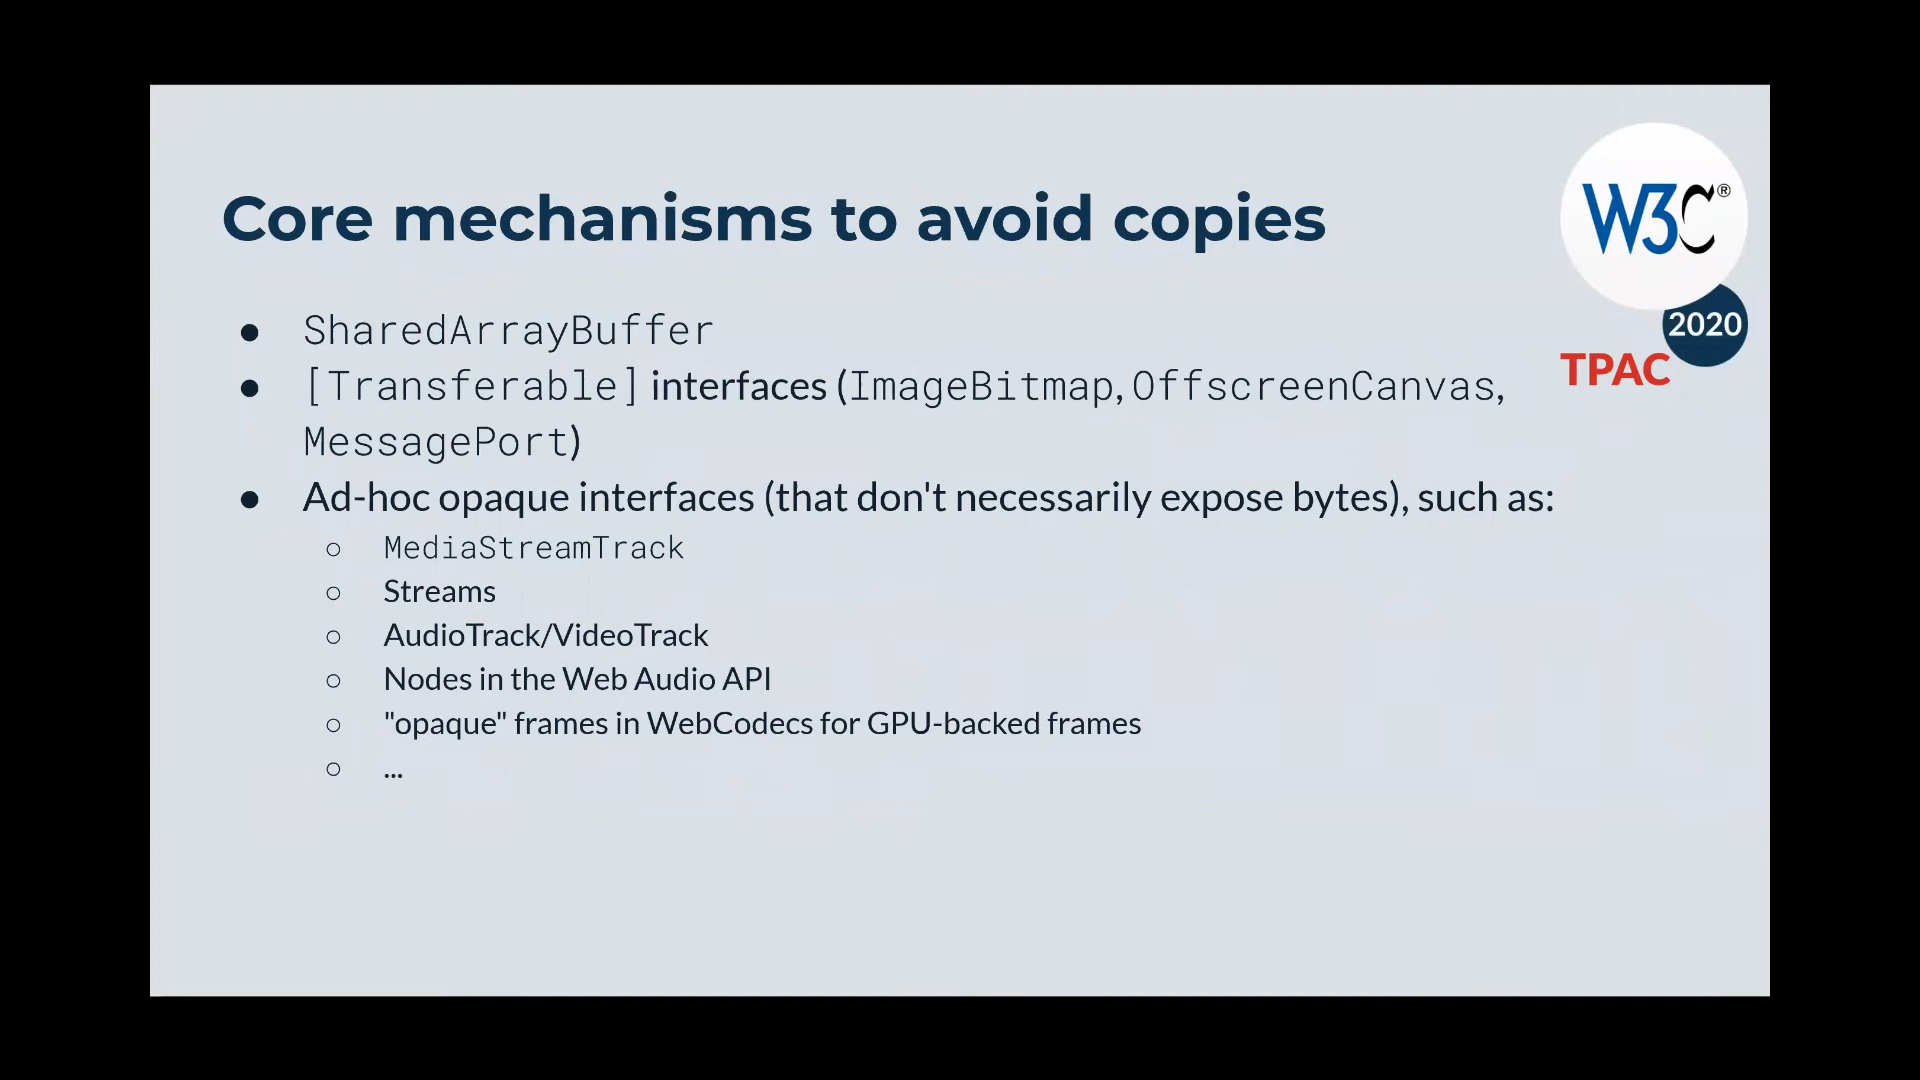 Core mechanisms to avoid copies
W3C®
2020
TPAC
● SharedArrayBuffer
● [Transferable] interfaces (ImageBitmap, OffscreenCanvas,
MessagePort)
● Ad-hoc opaque interfaces (that don't necessarily expose bytes), such as:
○ MediaStreamTrack
○ Streams
○ AudioTrack/VideoTrack
○ Nodes in the Web Audio API
○ "opaque" frames in WebCodecs for GPU-backed frames
○ ...